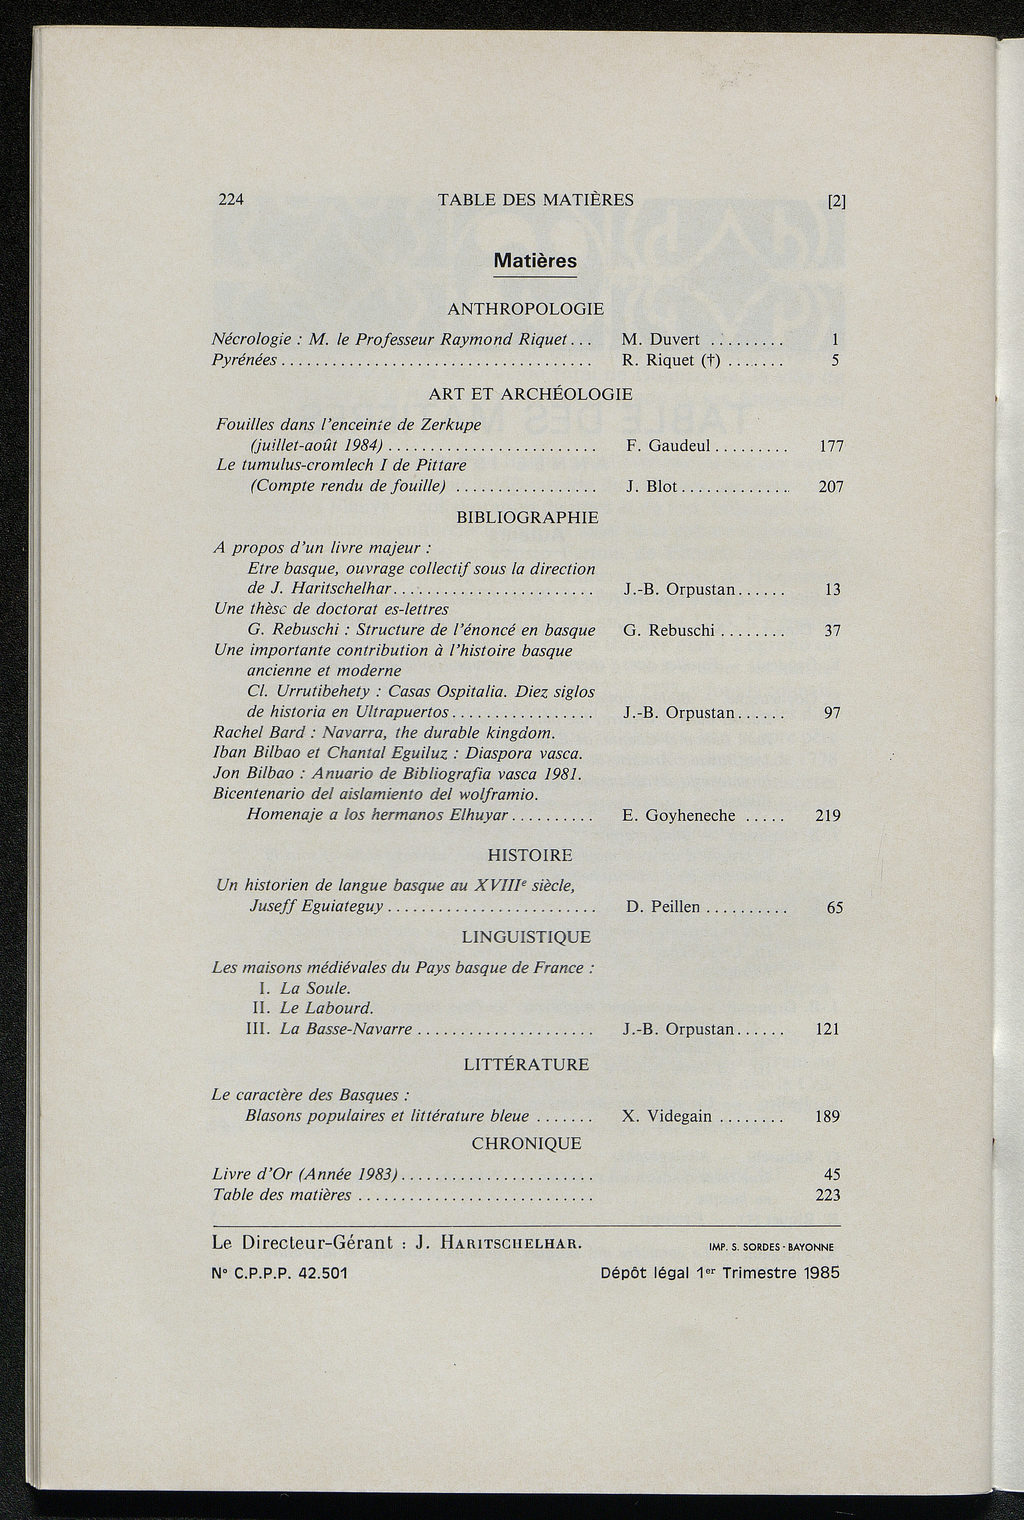 224 TABLE DES MATIÈRES [2]
Matières
ANTHROPOLOGIE
Nécrologie : M. le Professeur Raymond Riquet... M. Duvert ......... 1
Pyrénées..................................... R. Riquet (†) ....... 5
ART ET ARCHÉOLOGIE
Fouilles dans l'enceinte de Zerkupe
(juillet-août 1984)......................... F. Gaudeul......... 177
Le tumulus-cromlech I de Pittare
(Compte rendu de fouille) ................. J. Blot............. 207
BIBLIOGRAPHIE
A propos d'un livre majeur :
Etre basque, ouvrage collectif sous la direction
de J. Haritschelhar........................ J.-B. Orpustan...... 13
Une thèse de doctorat es-lettres
G. Rebuschi : Structure de l'énoncé en basque G. Rebuschi ........ 37
Une importante contribution à l'histoire basque
ancienne et moderne
Cl. Urrutibehety : Casas Ospitalia. Diez siglos
de historia en Ultrapuertos................. J.-B. Orpustan...... 97
Rachel Bard : Navarra, the durable kingdom.
Iban Bilbao et Chantal Eguiluz : Diaspora vasca.
Jon Bilbao : Anuario de Bibliografia vasca 1981.
Bicentenario del aislamiento del wolframio.
Homenaje a los hermanos Elhuyar.......... E. Goyheneche ..... 219
HISTOIRE
Un historien de langue basque au XVIIIe siècle,
Juseff Eguiateguy......................... D. Peillen .......... 65
LINGUISTIQUE
Les maisons médiévales du Pays basque de France :
I. La Soule.
II. Le Labourd.
III. La Basse-Navarre ..................... J.-B. Orpustan...... 121
LITTÉRATURE
Le caractère des Basques :
Blasons populaires et littérature bleue ....... X. Videgain ........ 189
CHRONIQUE
Livre d'Or (Année 1983)....................... 45
Table des matières ............................ 223
Le Directeur-Gérant : J. HARITSCHELHAR. IMP. S. SORDES - BAYONNE
N° C.P.P.P. 42.501 Dépôt légal 1er Trimestre 1985